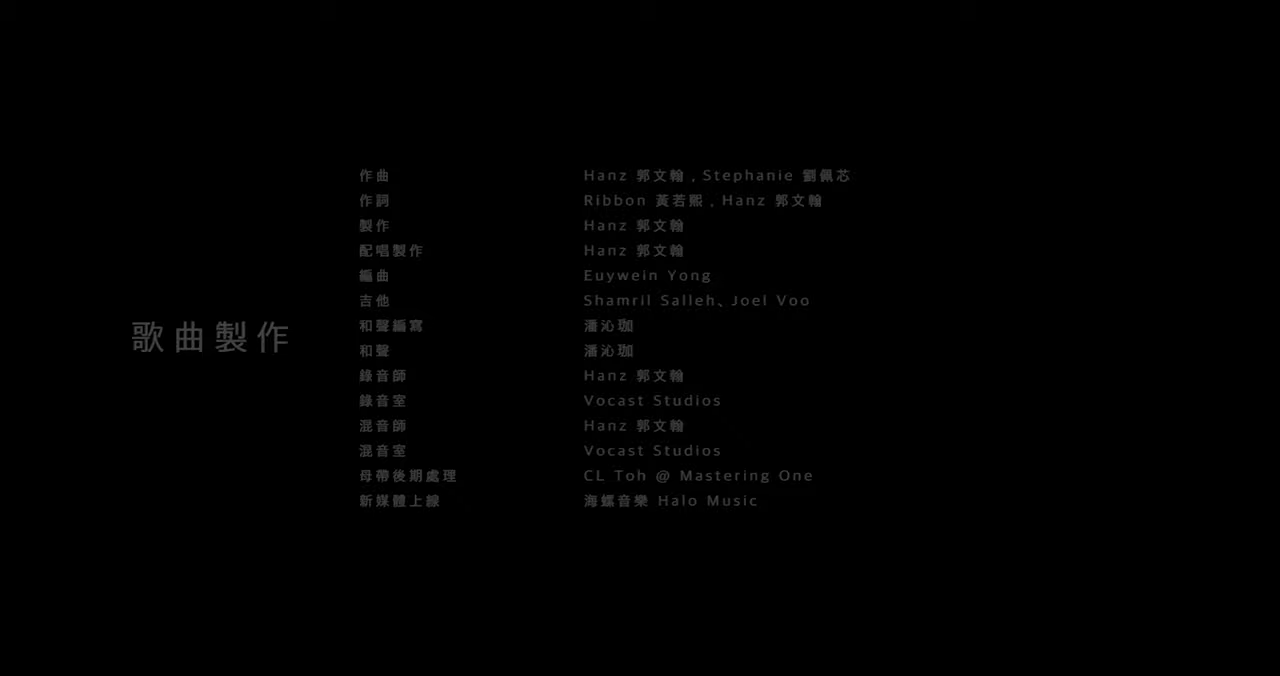 歌曲製作
作曲 Hanz 郭文翰 , Stephanie 劉佩芯
作詞 Ribbon 黃若熙 , Hanz 郭文翰
製作 Hanz 郭文翰
配唱製作 Hanz 郭文翰
編曲 Euywein Yong
吉他 Shamril Salleh、Joel Voo
和聲編寫 潘沁珈
和聲 潘沁珈
錄音師 Hanz 郭文翰
錄音室 Vocast Studios
混音師 Hanz 郭文翰
混音室 Vocast Studios
母帶後期處理 CL Toh @ Mastering One
新媒體上線 海螺音樂 Halo Music